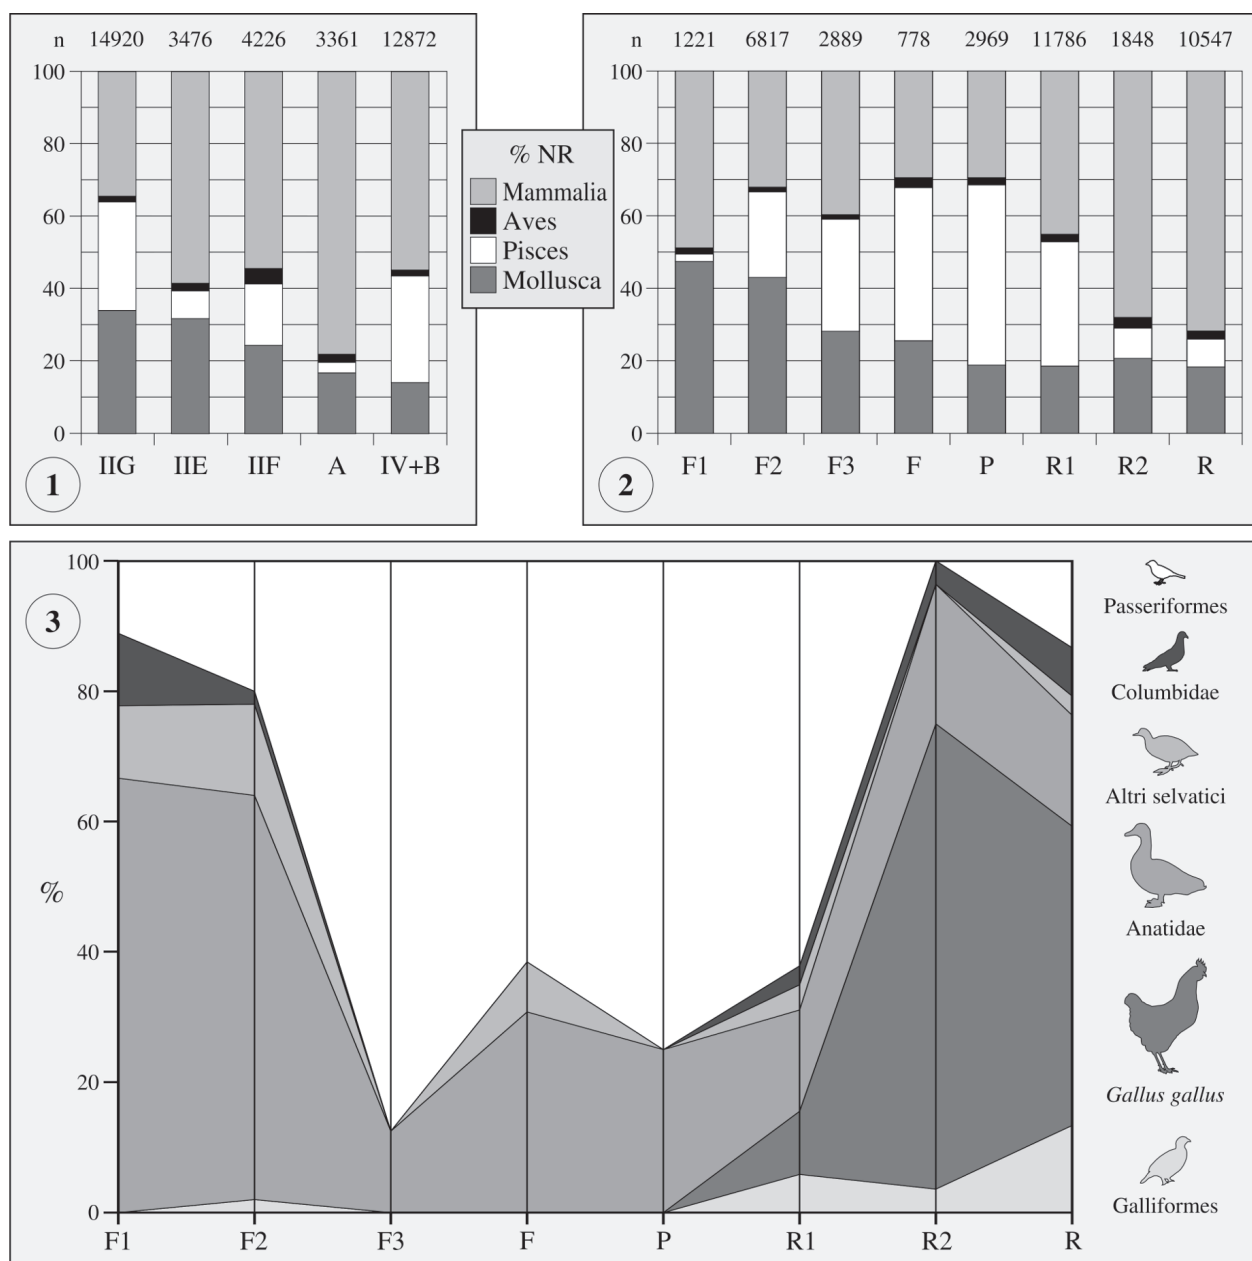 n 14920 3476 4226 3361 12872
100
80
60
40
20
0
IIG IIE IIF A IV+B
1
% NR
Mammalia
Aves
Pisces
Mollusca
n 1221 6817 2889 778 2969 11786 1848 10547
100
80
60
40
20
0
F1 F2 F3 F P R1 R2 R
2
3
100
80
60
%
40
20
0
F1 F2 F3 F P R1 R2 R
Passeriformes
Columbidae
Altri selvatici
Anatidae
Gallus gallus
Galliformes